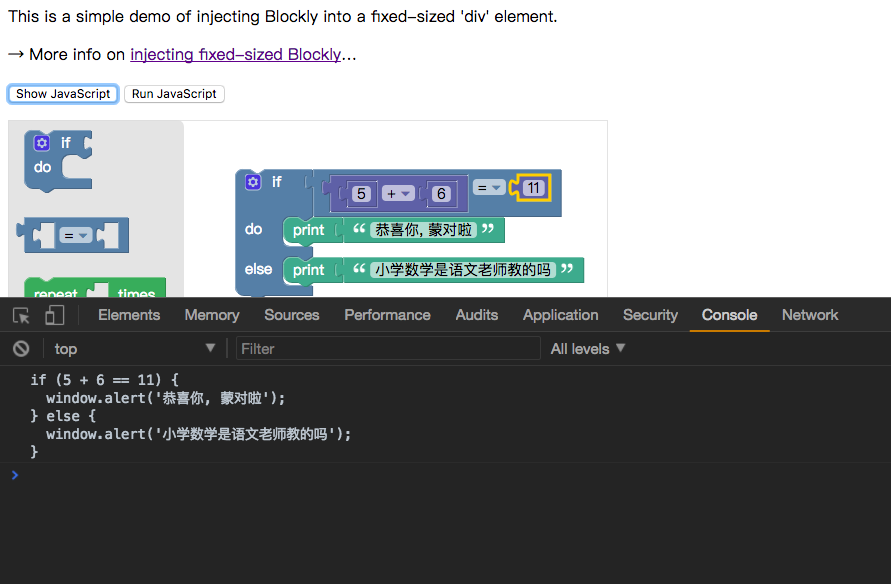 This is a simple demo of injecting Blockly into a fixed-sized 'div' element.
→ More info on injecting fixed-sized Blockly...
Show JavaScript Run JavaScript
if
do
=
repeat times
if 5 + 6 = 11
do print “ 恭喜你, 蒙对啦 ”
else print “ 小学数学是语文老师教的吗 ”
Elements Memory Sources Performance Audits Application Security Console Network
top Filter All levels
if (5 + 6 == 11) {
window.alert('恭喜你, 蒙对啦');
} else {
window.alert('小学数学是语文老师教的吗');
}
>